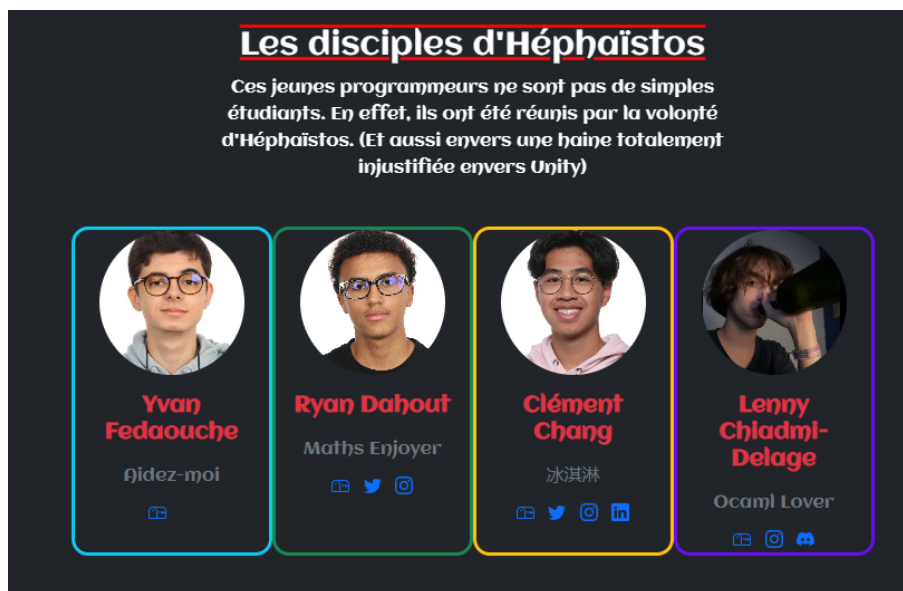 Les disciples d'Héphaïstos
Ces jeunes programmeurs ne sont pas de simples
étudiants. En effet, ils ont été réunis par la volonté
d'Héphaïstos. (Et aussi envers une haine totalement
injustifiée envers Unity)
Yvan
Fedaouche
Aidez-moi
Ryan Dahout
Maths Enjoyer
Clément
Chang
冰淇淋
Lenny
Chiadmi-
Delage
Ocaml Lover